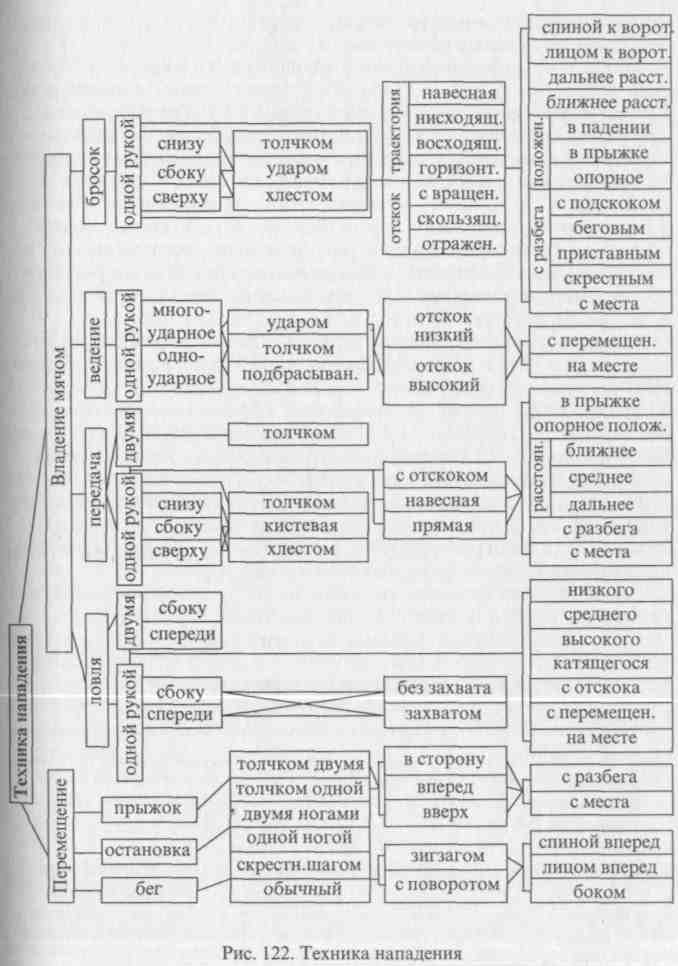 Техника нападения
Владение мячом
бросок
одной рукой
снизу
сбоку
сверху
толчком
ударом
хлестом
траектория
навесная
нисходящ.
восходящ.
горизонт.
отскок
с вращен.
скользящ.
отражен.
спиной к ворот.
лицом к ворот.
дальнее расст.
ближнее расст.
положен.
в падении
в прыжке
опорное
с разбега
с подскоком
беговым
приставным
скрестным
с места
ведение
одной рукой
много-
ударное
одно-
ударное
ударом
толчком
подбрасыван.
отскок
низкий
отскок
высокий
с перемещен.
на месте
передача
двумя
толчком
одной рукой
снизу
сбоку
сверху
толчком
кистевая
хлестом
с отскоком
навесная
прямая
в прыжке
опорное полож.
расстоян.
ближнее
среднее
дальнее
с разбега
с места
ловля
двумя
сбоку
спереди
одной рукой
сбоку
спереди
без захвата
захватом
низкого
среднего
высокого
катящегося
с отскока
с перемещен.
на месте
Перемещение
прыжок
толчком двумя
толчком одной
в сторону
вперед
вверх
с разбега
с места
остановка
двумя ногами
одной ногой
бег
скрестн.шагом
обычный
зигзагом
с поворотом
спиной вперед
лицом вперед
боком
Рис. 122. Техника нападения